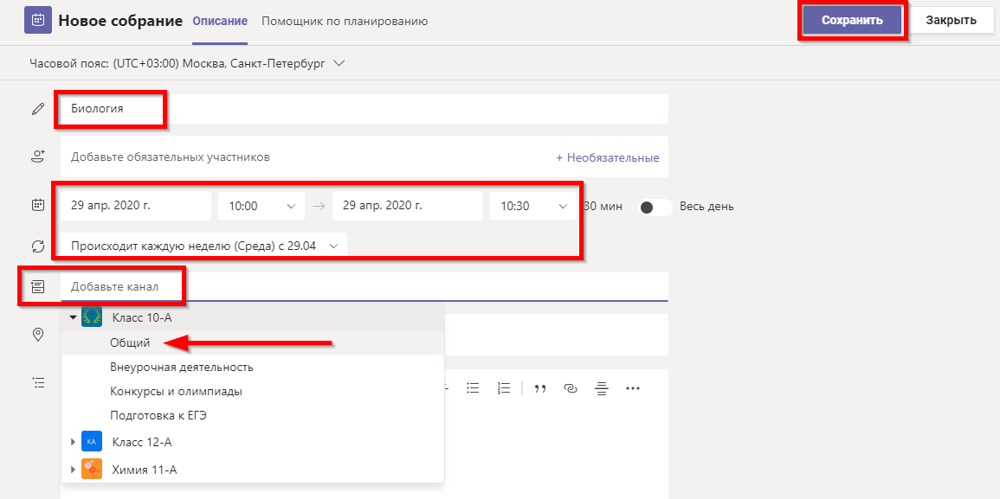 Новое собрание Описание Помощник по планированию Сохранить Закрыть
Часовой пояс: (UTC+03:00) Москва, Санкт-Петербург
Биология
Добавьте обязательных участников + Необязательные
29 апр. 2020 г. 10:00 29 апр. 2020 г. 10:30 30 мин Весь день
Происходит каждую неделю (Среда) с 29.04
Добавьте канал
Класс 10-А
Общий
Внеурочная деятельность
Конкурсы и олимпиады
Подготовка к ЕГЭ
КА Класс 12-А
Химия 11-А